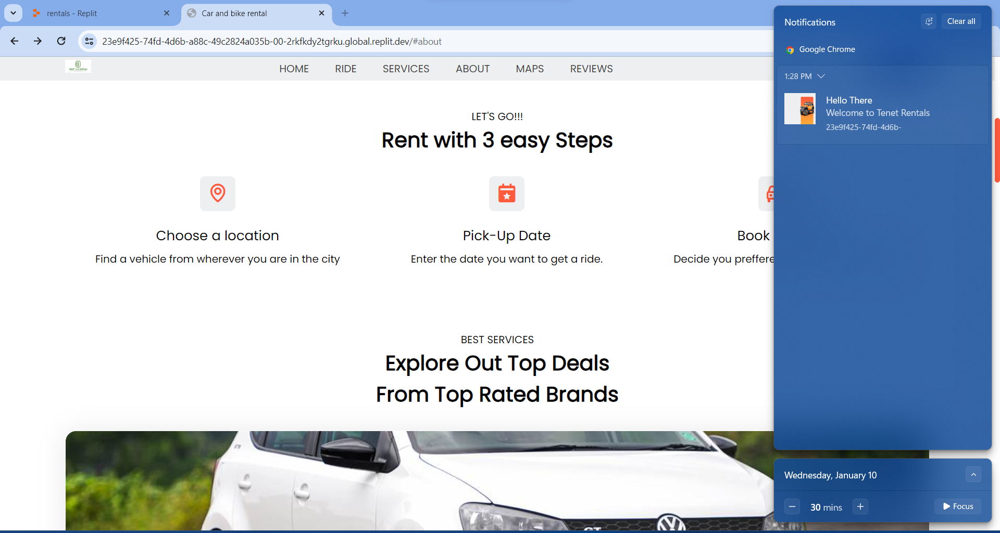 rentals - Replit
Car and bike rental
23e9f425-74fd-4d6b-a88c-49c2824a035b-00-2rkfkdy2tgrku.global.replit.dev/#about
HOME RIDE SERVICES ABOUT MAPS REVIEWS
LET'S GO!!!
Rent with 3 easy Steps
Choose a location
Find a vehicle from wherever you are in the city
Pick-Up Date
Enter the date you want to get a ride.
Book
Decide you preffere
BEST SERVICES
Explore Out Top Deals
From Top Rated Brands
GT
Notifications
Clear all
Google Chrome
1:28 PM
Hello There
Welcome to Tenet Rentals
23e9f425-74fd-4d6b-
Wednesday, January 10
30 mins
Focus